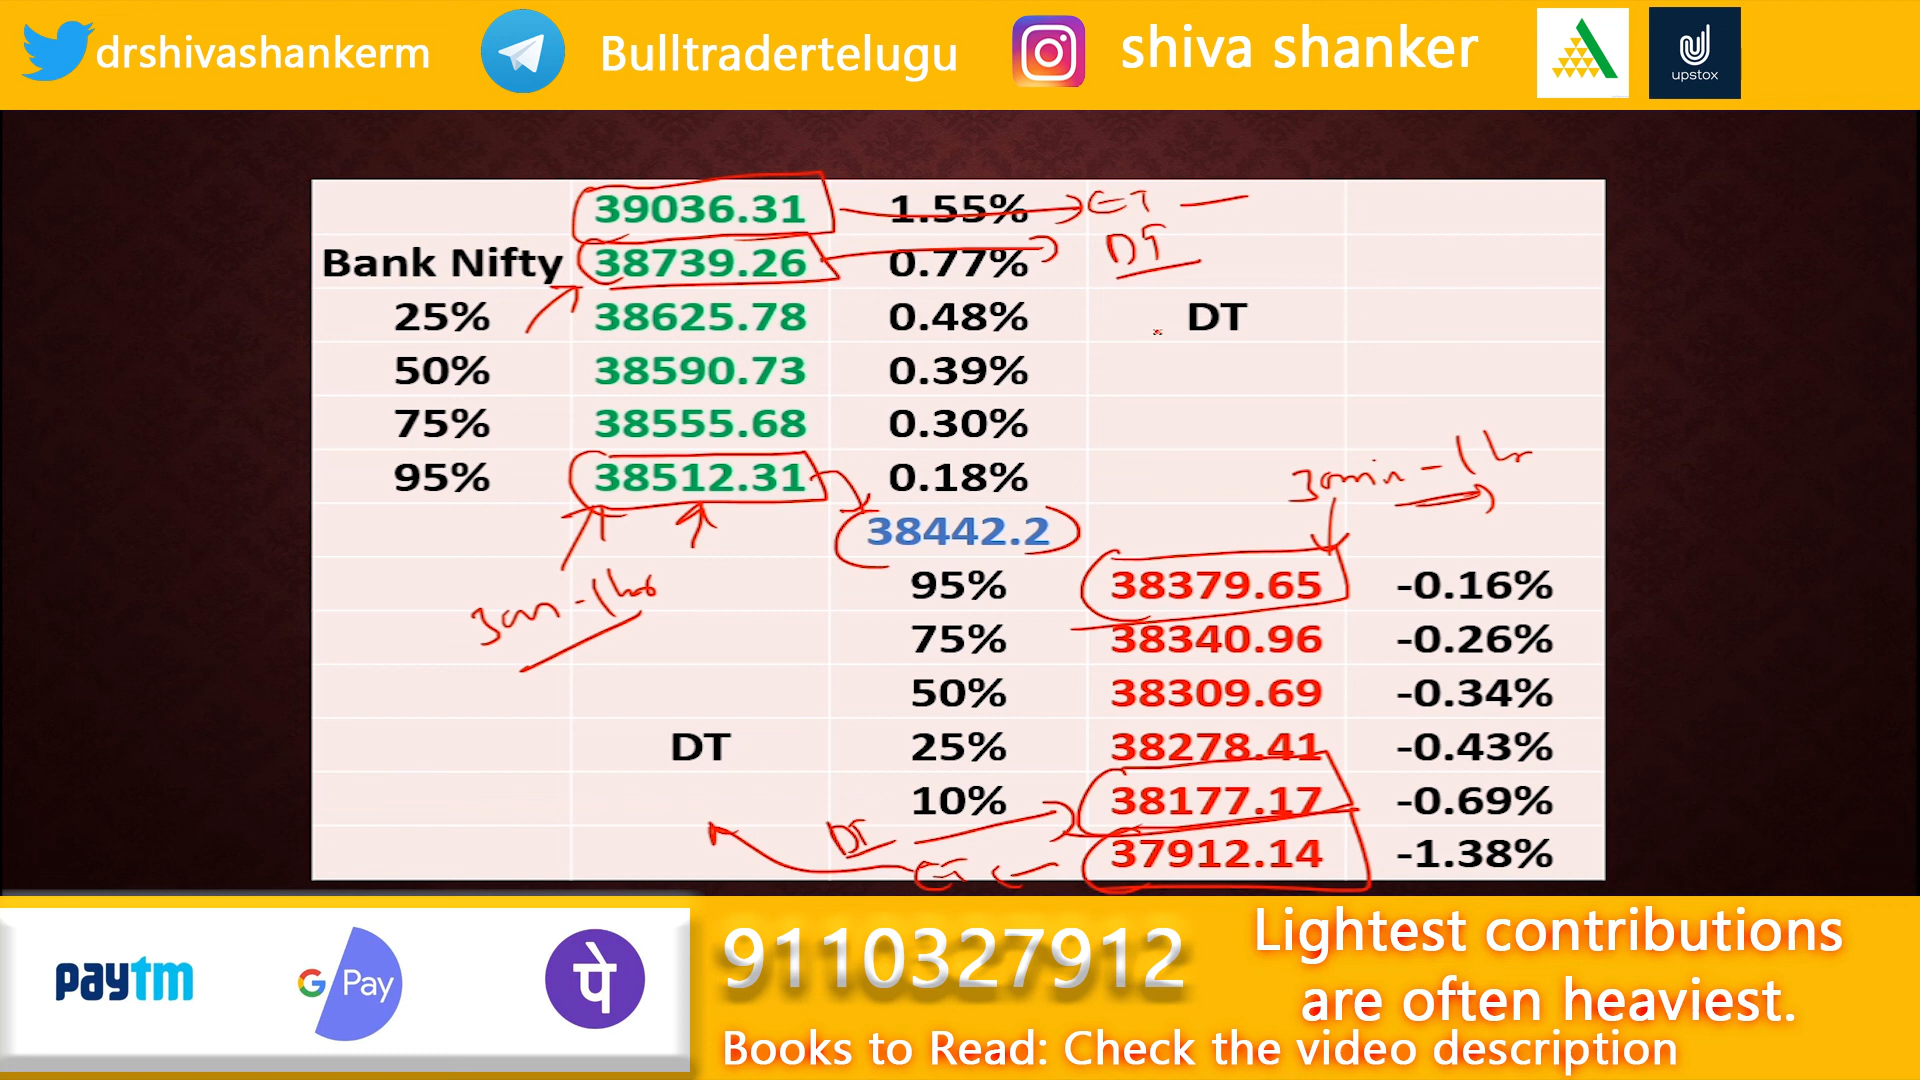 drshivashankerm Bulltradertelugu shiva shanker upstox
39036.31 1.55% ET
Bank Nifty 38739.26 0.77% DT
25% 38625.78 0.48% DT
50% 38590.73 0.39%
75% 38555.68 0.30%
95% 38512.31 0.18%
30min - 1hr
38442.2
95% 38379.65 -0.16%
75% 38340.96 -0.26%
50% 38309.69 -0.34%
DT 25% 38278.41 -0.43%
10% 38177.17 -0.69%
DT
37912.14 -1.38%
paytm G Pay पे
9110327912
Lightest contributions
are often heaviest.
Books to Read: Check the video description